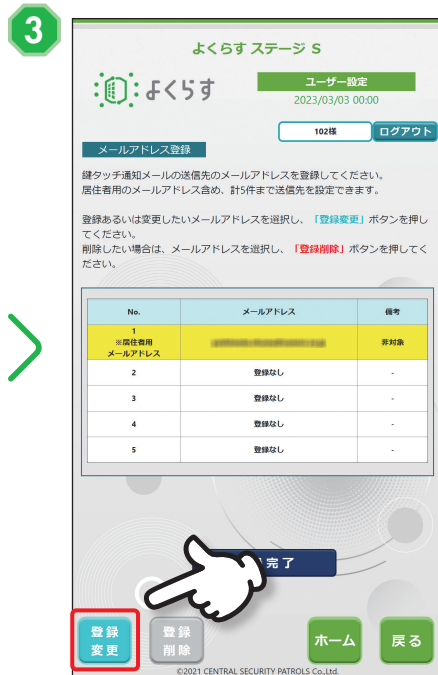 3
よくらす ステージ S
よくらす
ユーザー設定
2023/03/03 00:00
102様
ログアウト
メールアドレス登録
鍵タッチ通知メールの送信先のメールアドレスを登録してください。
居住者用のメールアドレス含め、計5件まで送信先を設定できます。
登録あるいは変更したいメールアドレスを選択し、「登録変更」ボタンを押し
てください。
削除したい場合は、メールアドレスを選択し、「登録削除」ボタンを押してく
ださい。
No. メールアドレス 備考
1
※居住者用
メールアドレス
非対象
2 登録なし -
3 登録なし -
4 登録なし -
5 登録なし -
完了
登録
変更
登録
削除
ホーム
戻る
©2021 CENTRAL SECURITY PATROLS Co.,Ltd.